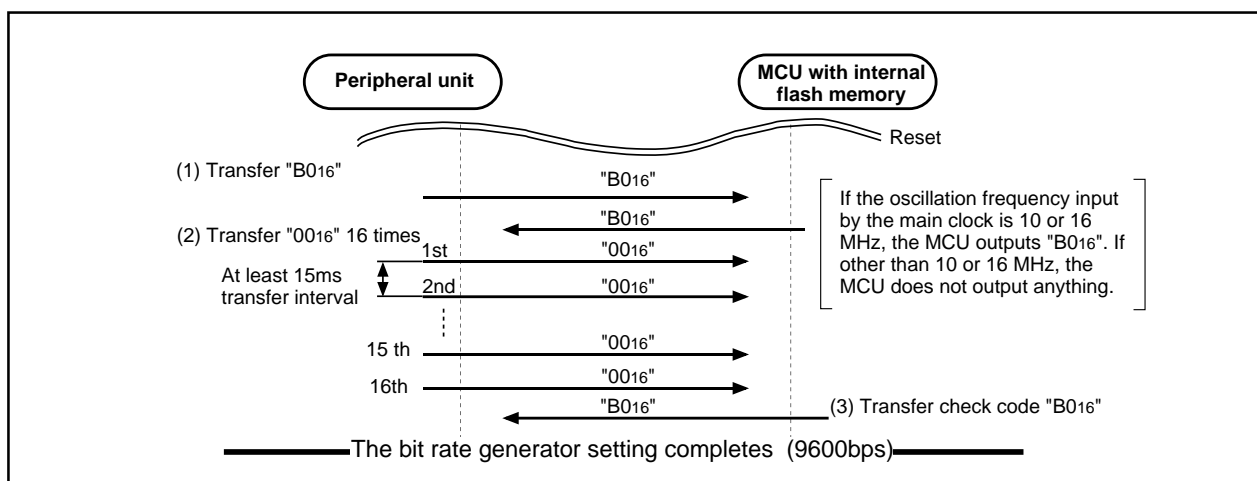 Peripheral unit
MCU with internal
flash memory
Reset
(1) Transfer "B016"
"B016"
"B016"
If the oscillation frequency input
by the main clock is 10 or 16
MHz, the MCU outputs "B016". If
other than 10 or 16 MHz, the
MCU does not output anything.
(2) Transfer "0016" 16 times
1st
"0016"
At least 15ms
transfer interval
2nd
"0016"
15 th
"0016"
16th
"0016"
"B016"
(3) Transfer check code "B016"
The bit rate generator setting completes (9600bps)